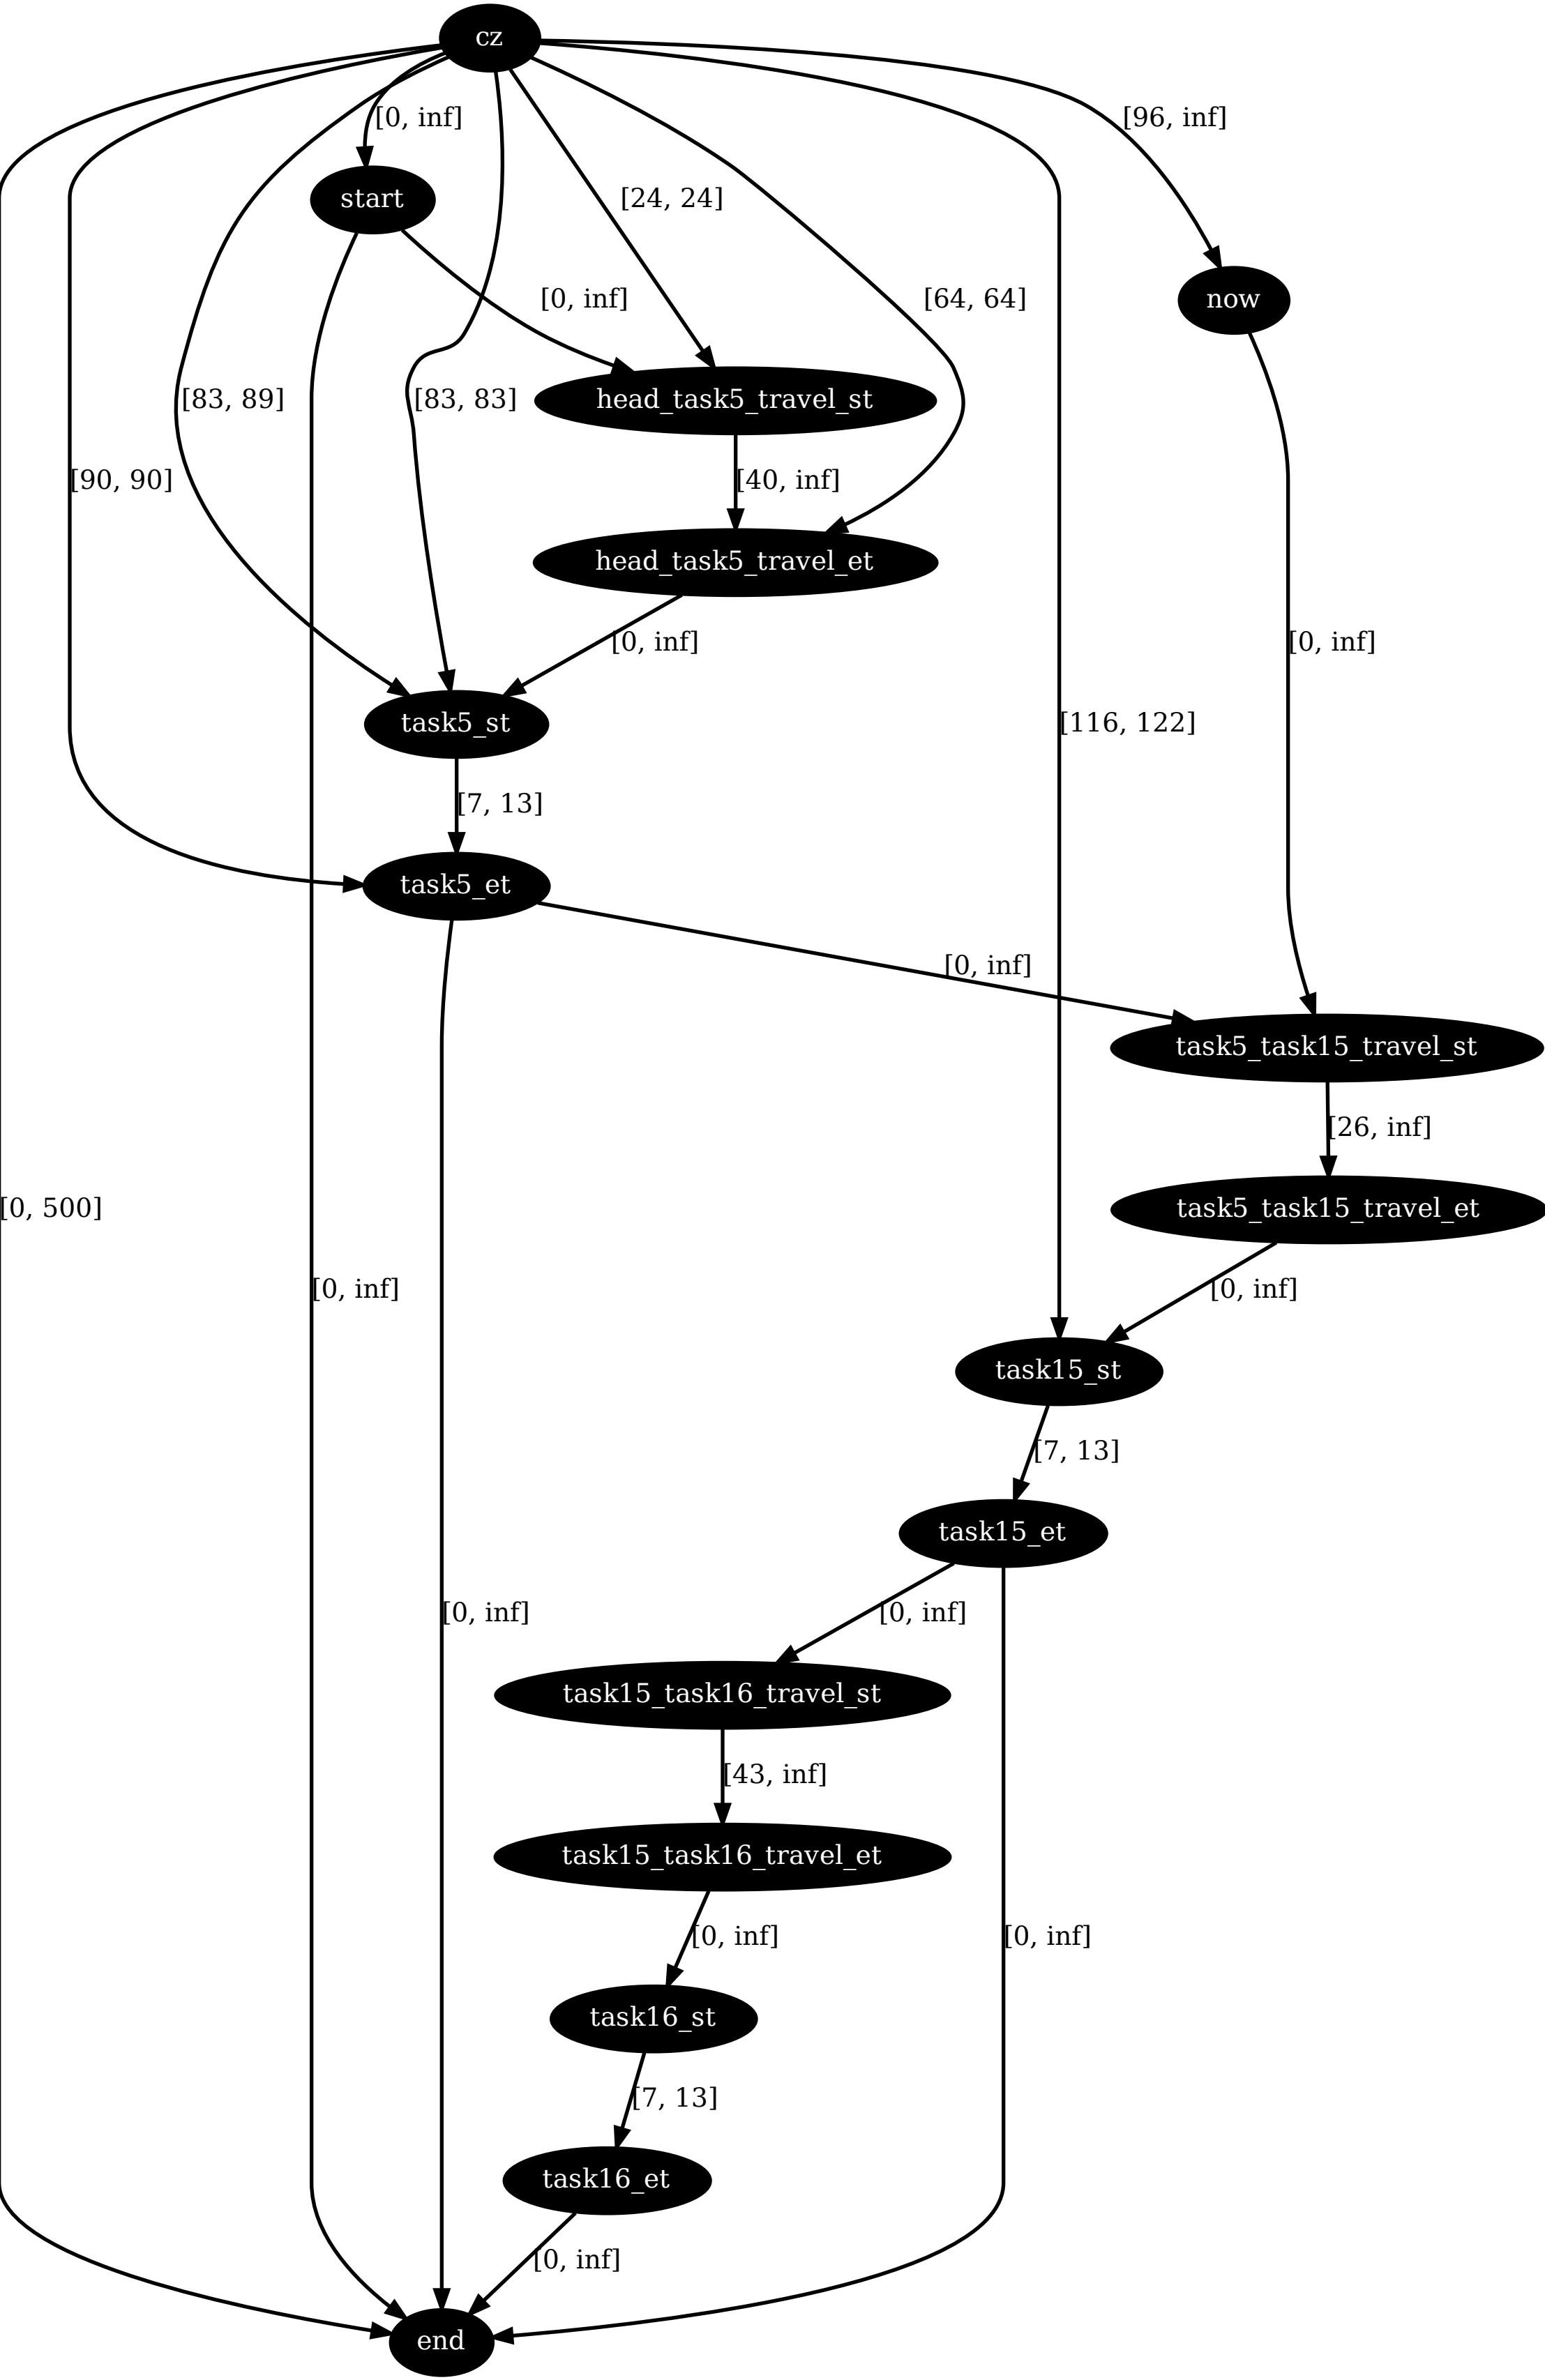 cz
[0, inf]
[96, inf]
start
[24, 24]
now
[0, inf]
[64, 64]
[83, 89]
[83, 83]
head_task5_travel_st
[90, 90]
[40, inf]
head_task5_travel_et
[0, inf]
[0, inf]
task5_st
[116, 122]
[7, 13]
task5_et
[0, inf]
task5_task15_travel_st
[26, inf]
[0, 500]
task5_task15_travel_et
[0, inf]
[0, inf]
task15_st
[7, 13]
task15_et
[0, inf]
[0, inf]
task15_task16_travel_st
[43, inf]
task15_task16_travel_et
[0, inf]
[0, inf]
task16_st
[7, 13]
task16_et
[0, inf]
end